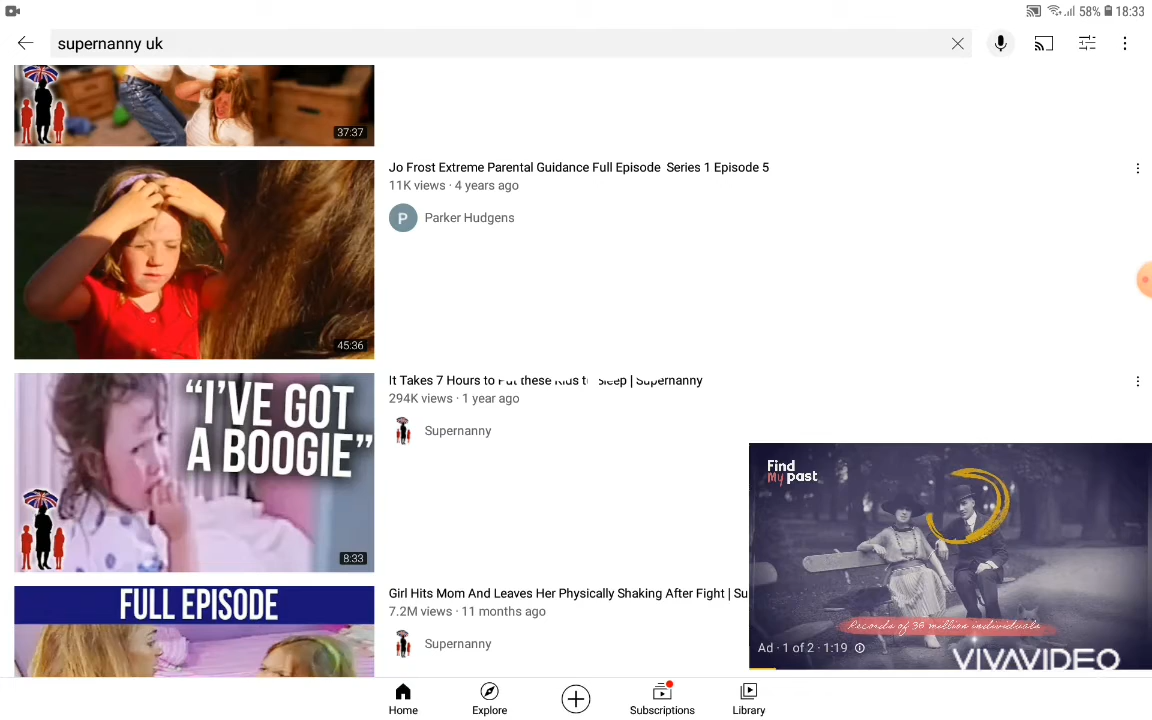 58% 18:33
supernanny uk
37:37
Jo Frost Extreme Parental Guidance Full Episode Series 1 Episode 5
11K views · 4 years ago
P Parker Hudgens
45:36
It Takes 7 Hours to Put these Kids to Sleep | Supernanny
294K views · 1 year ago
Supernanny
"I'VE GOT
A BOOGIE"
8:33
Girl Hits Mom And Leaves Her Physically Shaking After Fight | Su
7.2M views · 11 months ago
Supernanny
FULL EPISODE
Find
my past
Records of 36 million individuals
Ad · 1 of 2 · 1:19
VIVAVIDEO
Home Explore Subscriptions Library